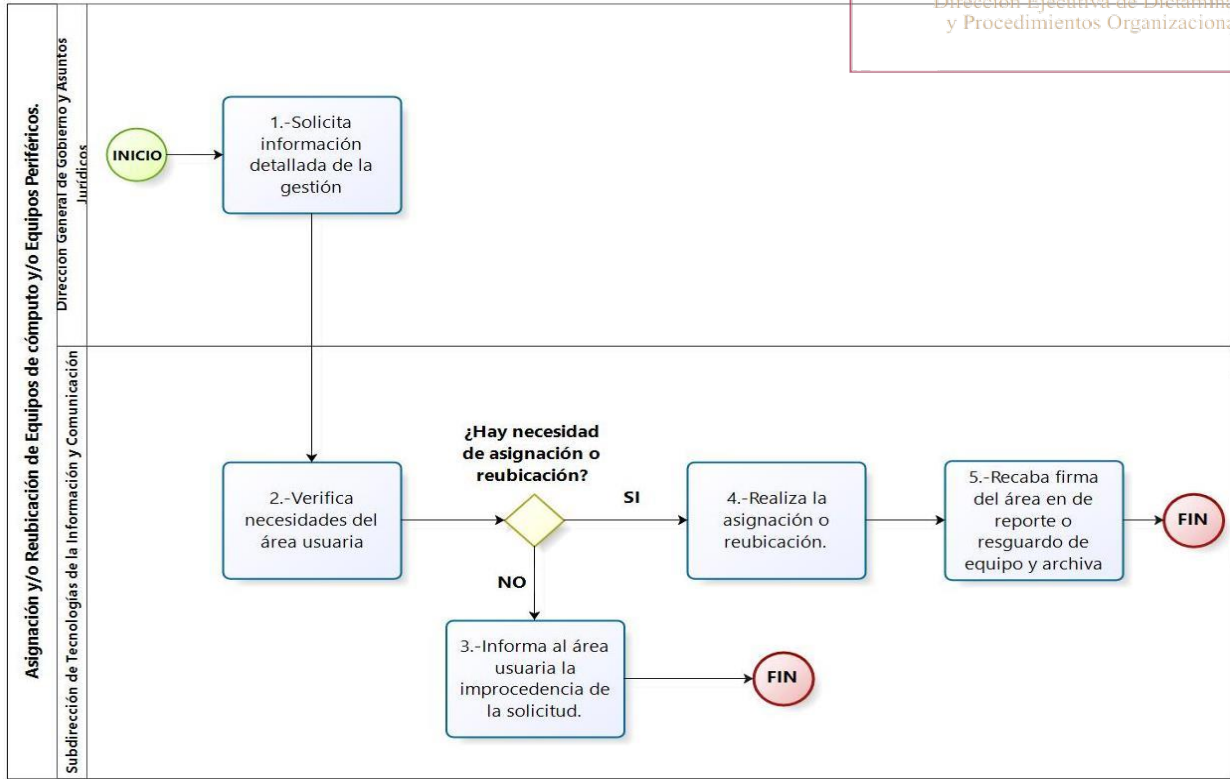 Dirección Ejecutiva de
y Procedimientos
Asignación y/o Reubicación de Equipos de cómputo y/o Equipos Periféricos.
Dirección General de Gobierno y Asuntos
Jurídicos
INICIO
1.-Solicita
información
detallada de la
gestión
Subdirección de Tecnologías de la Información y Comunicación
2.-Verifica
necesidades del
área usuaria
¿Hay necesidad
de asignación o
reubicación?
SI
NO
4.-Realiza la
asignación o
reubicación.
5.-Recaba firma
del área en de
reporte o
resguardo de
equipo y archiva
FIN
3.-Informa al área
usuaria la
improcedencia de
la solicitud.
FIN